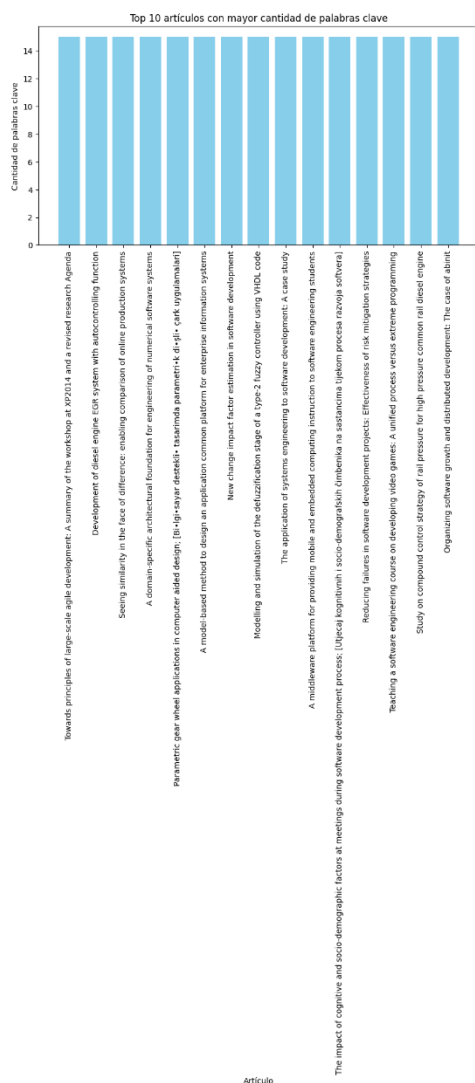 Top 10 artículos con mayor cantidad de palabras clave
Cantidad de palabras clave
14
12
10
8
6
4
2
0
Towards principles of large-scale agile development: A summary of the workshop at XP2014 and a revised research Agenda
Development of diesel engine EGR system with autocontrolling function
Seeing similarity in the face of difference: enabling comparison of online production systems
A domain-specific architectural foundation for engineering of numerical software systems
Parametric gear wheel applications in computer aided design; [Bi•lgi•sayar destekli• tasarimda parametri•k di•şli• çark uygulamalari]
A model-based method to design an application common platform for enterprise information systems
New change impact factor estimation in software development
Modelling and simulation of the defuzzification stage of a type-2 fuzzy controller using VHDL code
The application of systems engineering to software development: A case study
A middleware platform for providing mobile and embedded computing instruction to software engineering students
The impact of cognitive and socio-demographic factors at meetings during software development process; [Utjecaj kognitivnih i socio-demografskih čimbenika na sastancima tijekom procesa razvoja softvera]
Reducing failures in software development projects: Effectiveness of risk mitigation strategies
Teaching a software engineering course on developing video games: A unified process versus extreme programming
Study on compound control strategy of rail pressure for high pressure common rail diesel engine
Organizing software growth and distributed development: The case of abinit
Artículo